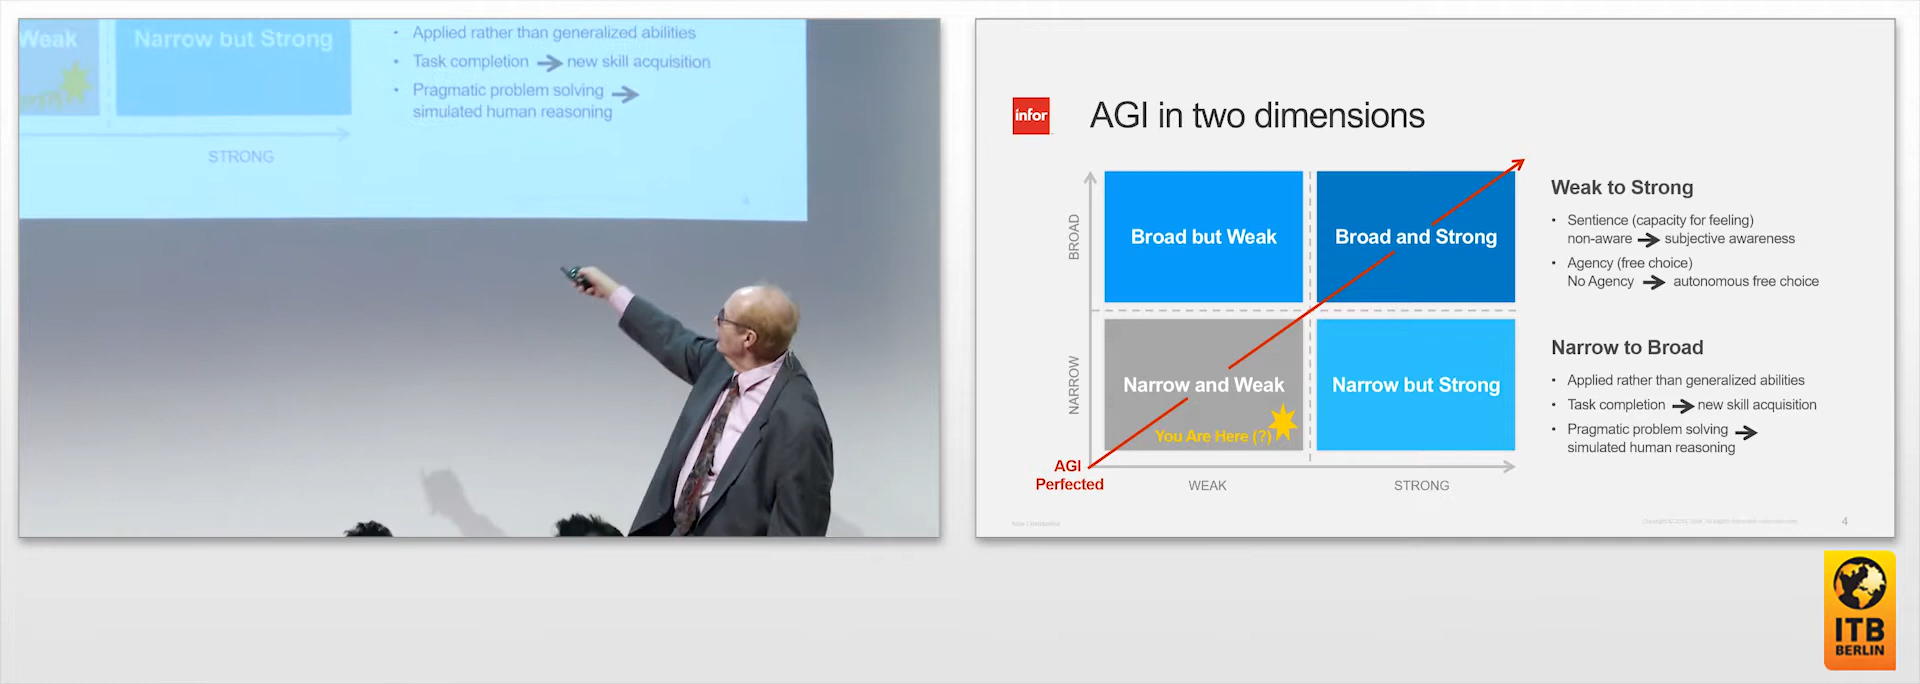 Weak
Narrow but Strong
STRONG
• Applied rather than generalized abilities
• Task completion → new skill acquisition
• Pragmatic problem solving →
simulated human reasoning
infor
AGI in two dimensions
BROAD
NARROW
Broad but Weak
Broad and Strong
Narrow and Weak
Narrow but Strong
You Are Here (?)
AGI
Perfected
WEAK
STRONG
Weak to Strong
• Sentience (capacity for feeling)
non-aware → subjective awareness
• Agency (free choice)
No Agency → autonomous free choice
Narrow to Broad
• Applied rather than generalized abilities
• Task completion → new skill acquisition
• Pragmatic problem solving →
simulated human reasoning
4
ITB
BERLIN